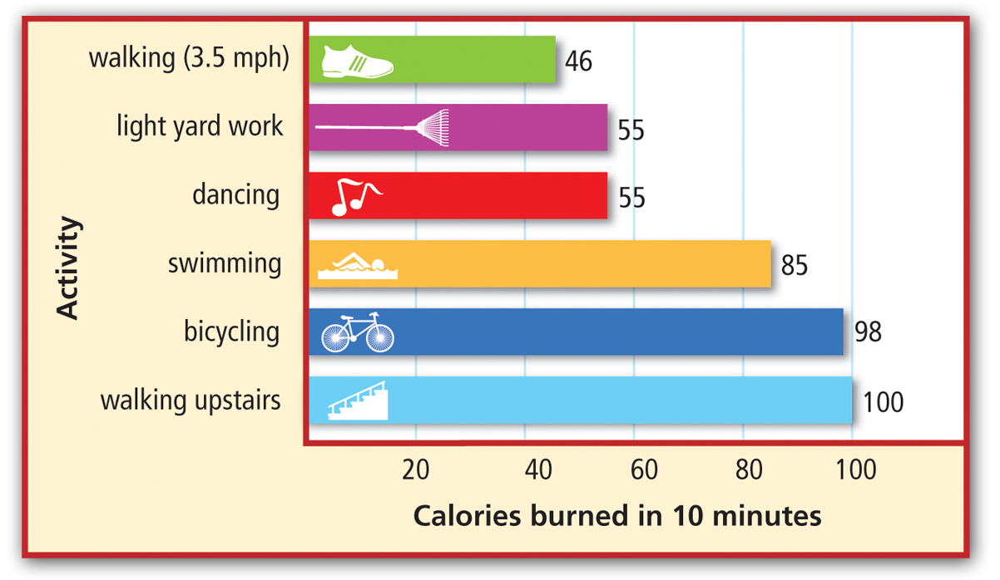 walking (3.5 mph)
46
light yard work
55
dancing
55
swimming
85
bicycling
98
walking upstairs
100
Activity
20 40 60 80 100
Calories burned in 10 minutes